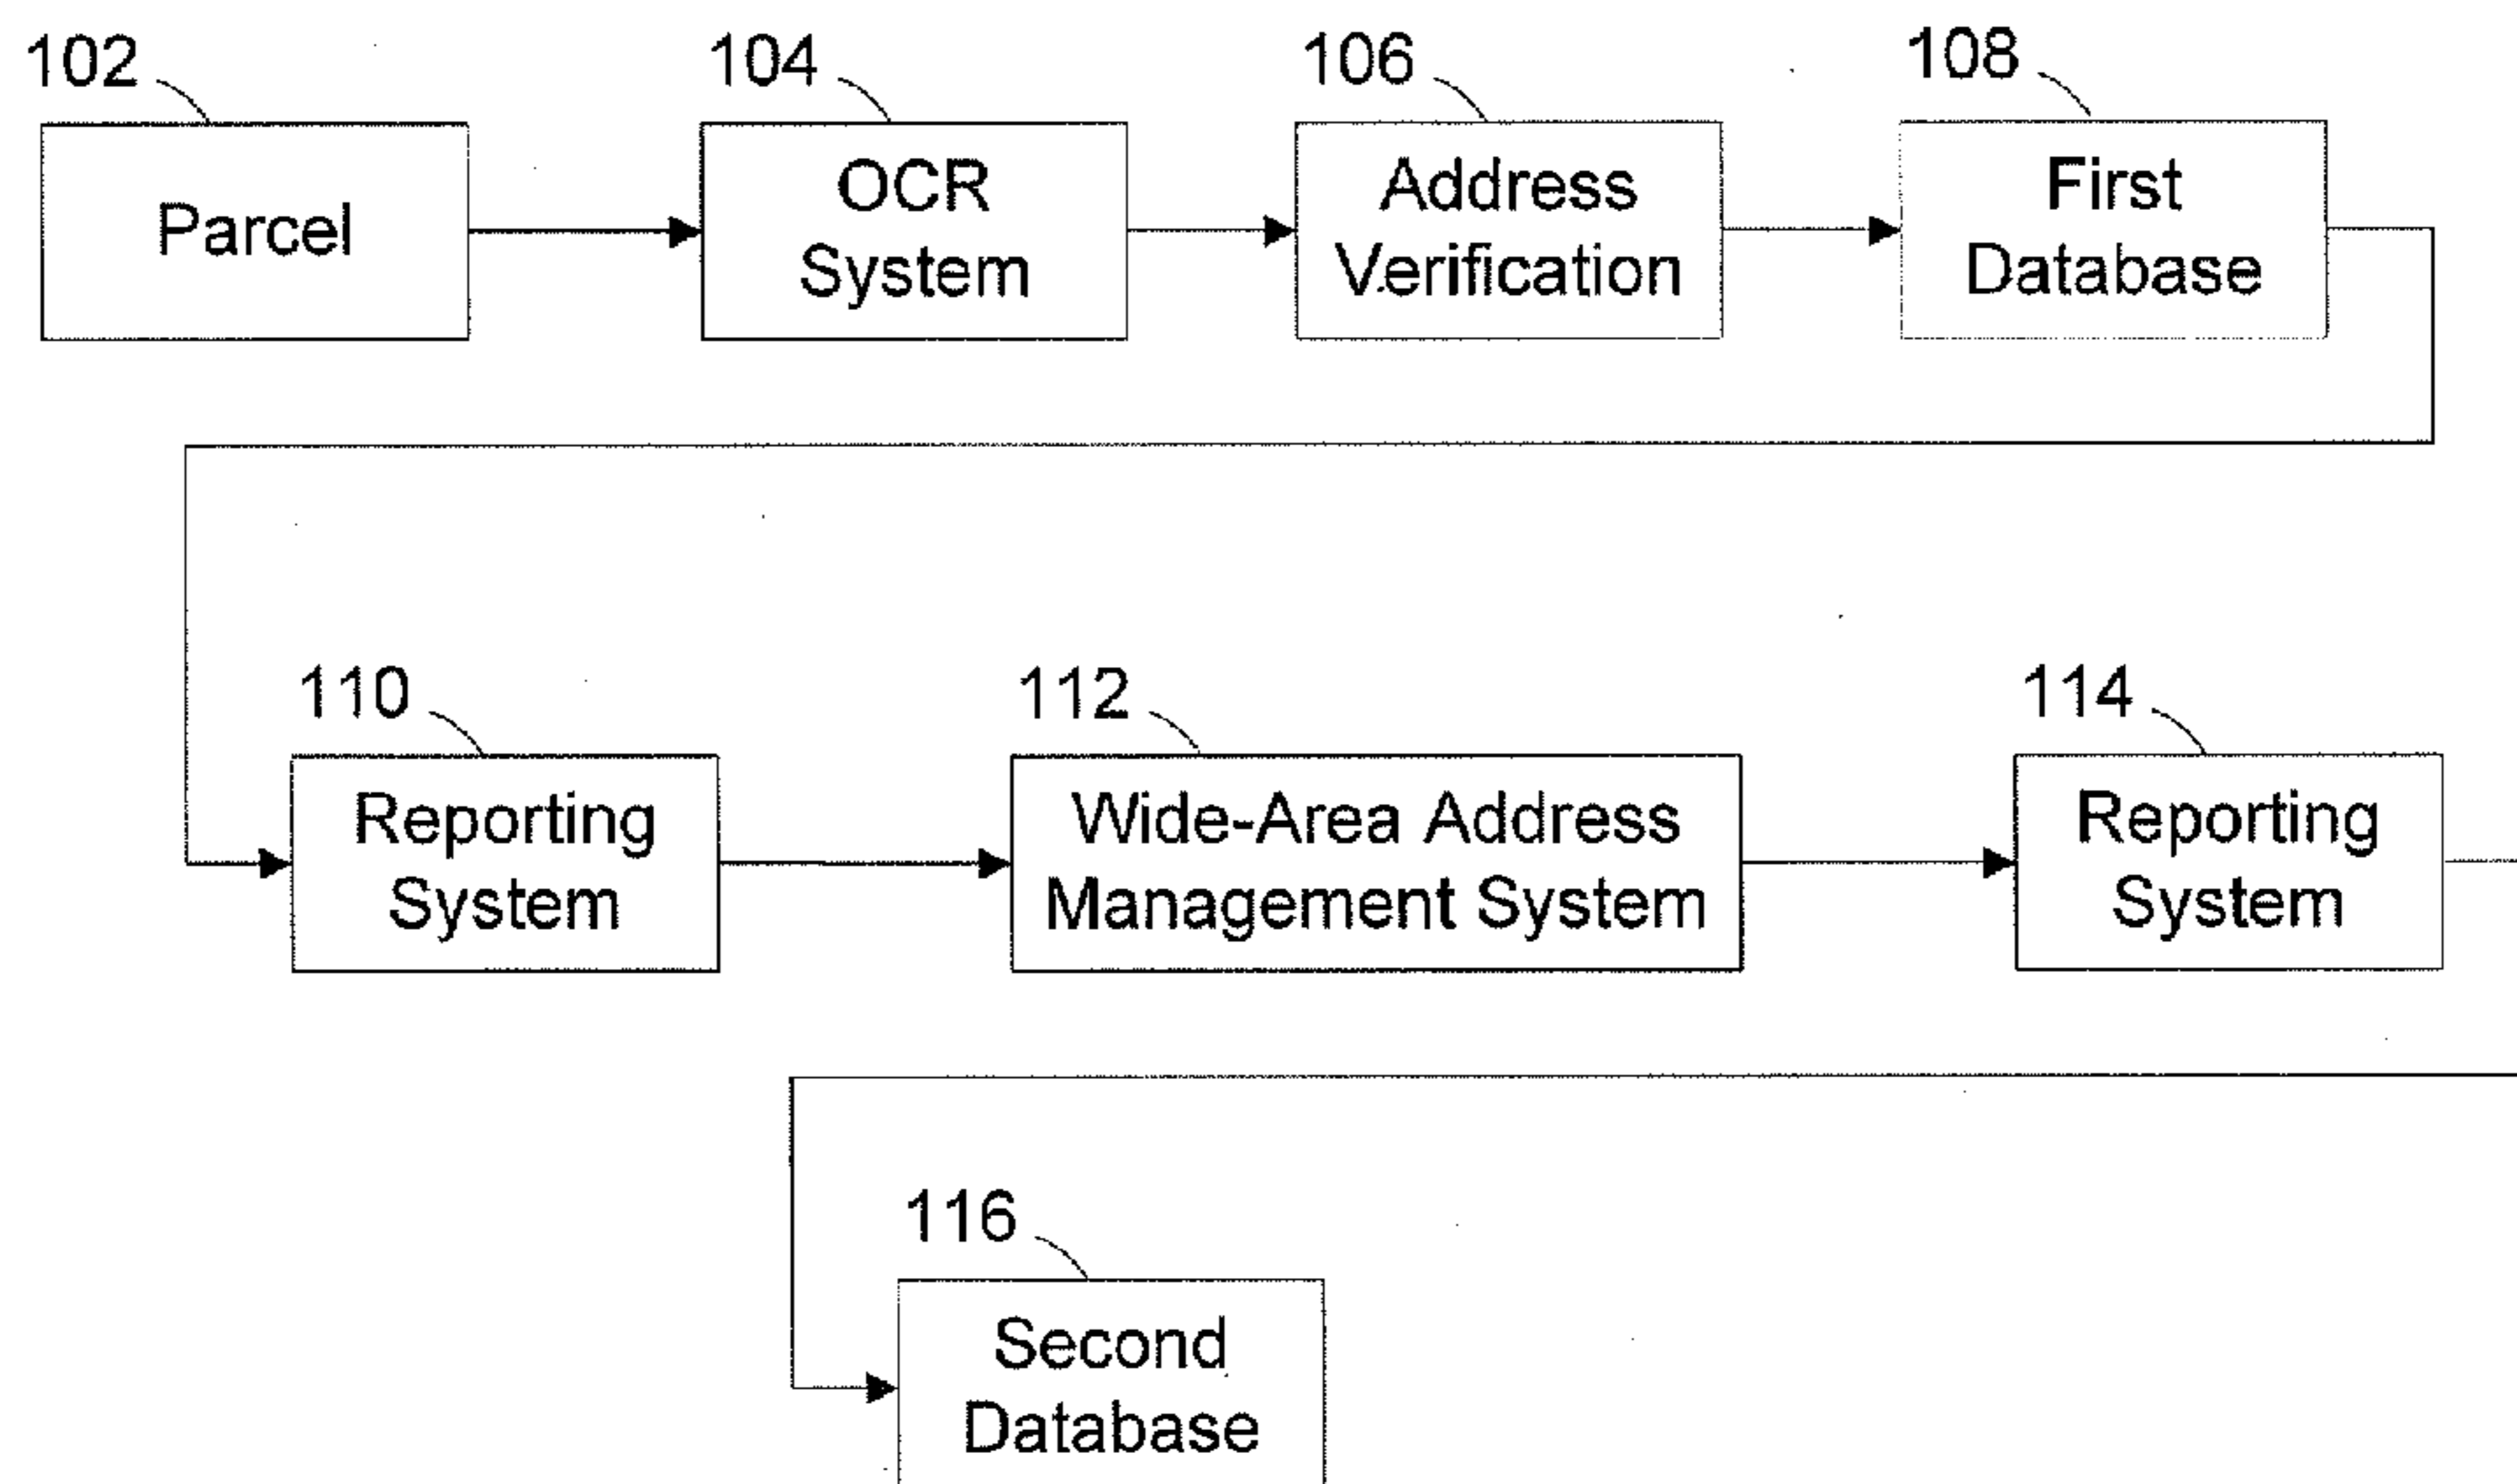 102 104 106 108
Parcel
OCR
System
Address
Verification
First
Database
110 112 114
Reporting
System
Wide-Area Address
Management System
Reporting
System
116
Second
Database